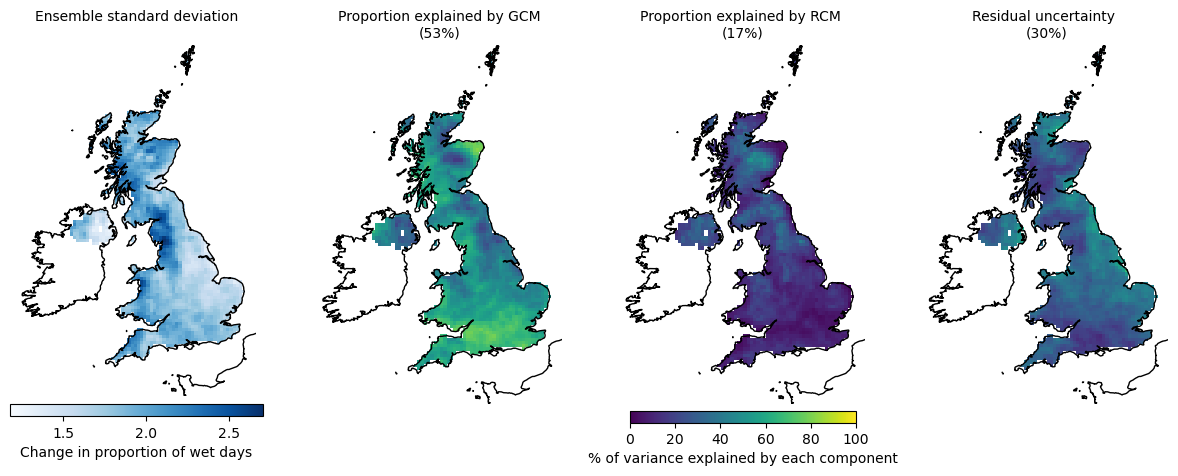 Ensemble standard deviation
Proportion explained by GCM
(53%)
Proportion explained by RCM
(17%)
Residual uncertainty
(30%)
1.5 2.0 2.5
Change in proportion of wet days
0 20 40 60 80 100
% of variance explained by each component